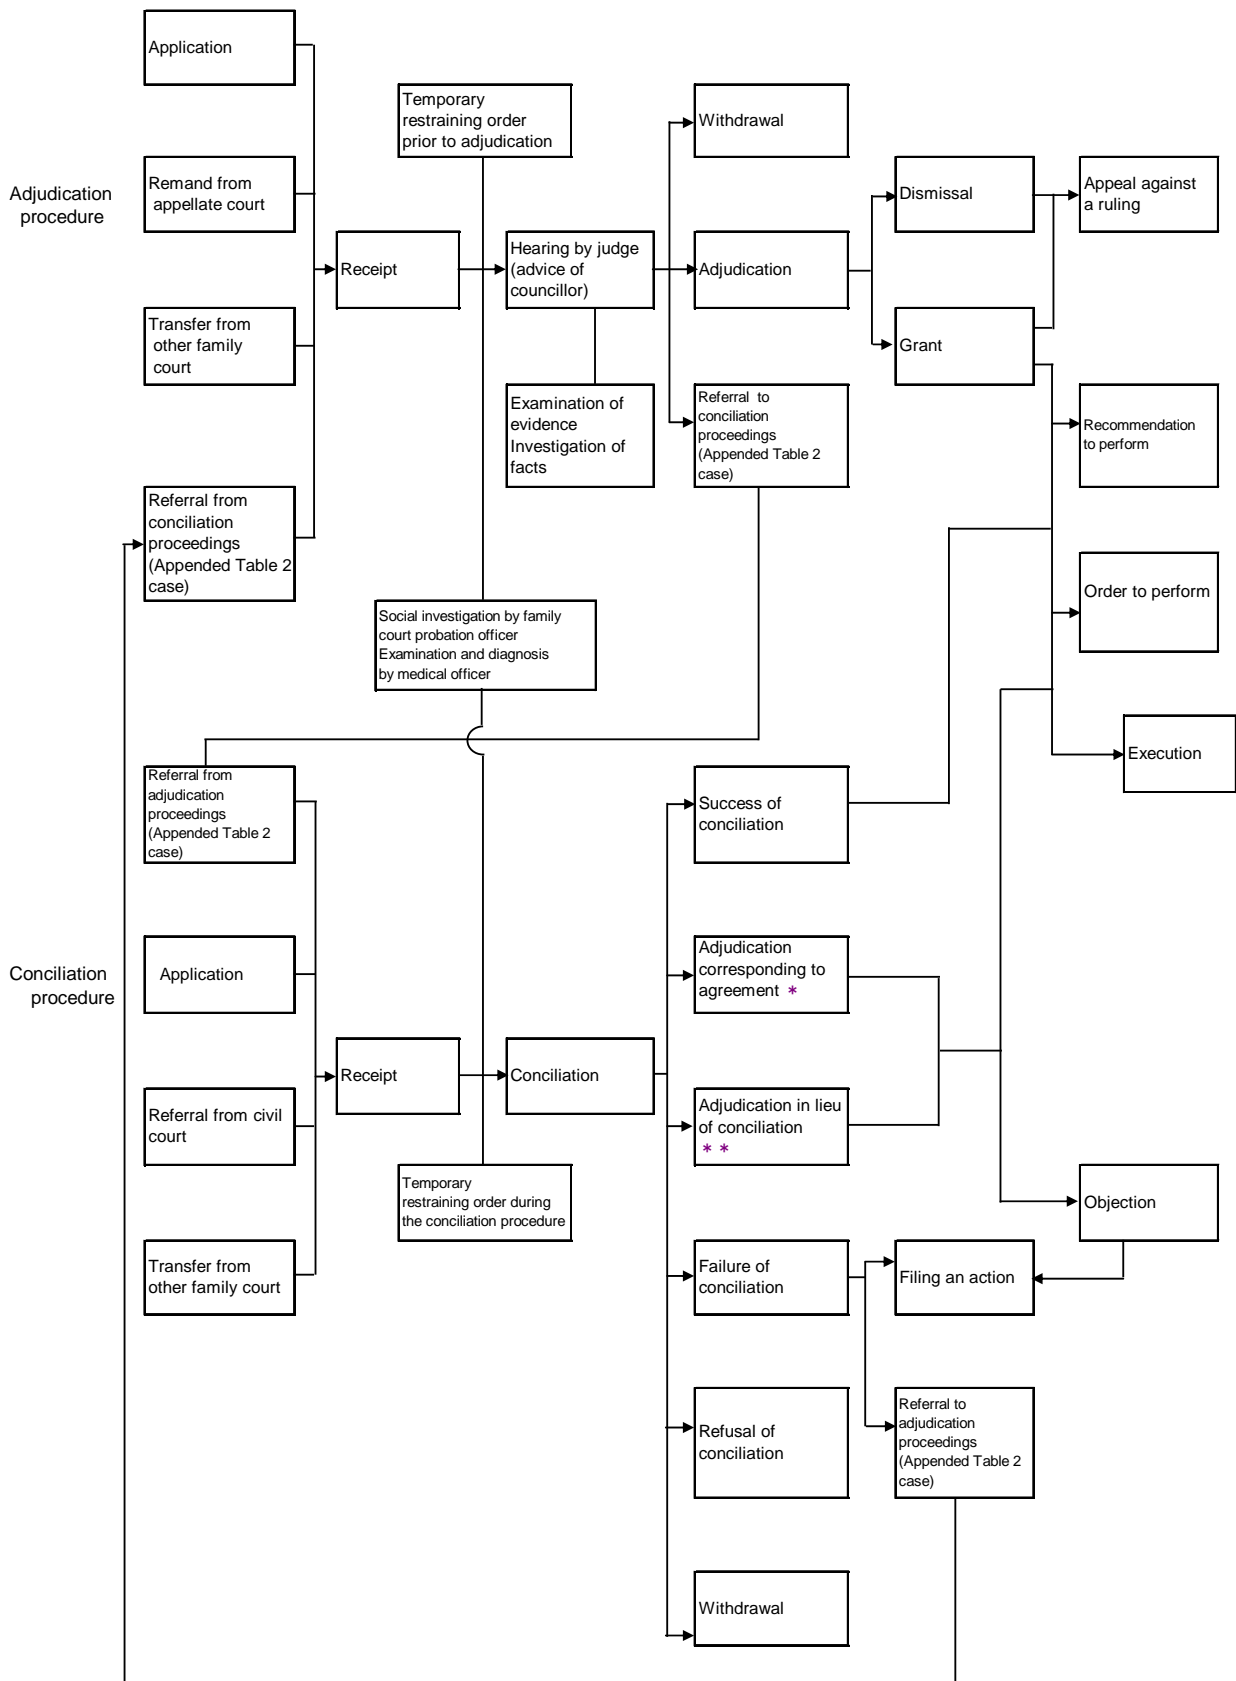 Application
Temporary
restraining order
prior to adjudication
Withdrawal
Adjudication
procedure
Remand from
appellate court
Dismissal
Appeal against
a ruling
Receipt
Hearing by judge
(advice of
councillor)
Adjudication
Transfer from
other family
court
Grant
Examination of
evidence
Investigation of
facts
Referral to
conciliation
proceedings
(Appended Table 2
case)
Recommendation
to perform
Referral from
conciliation
proceedings
(Appended Table 2
case)
Order to perform
Social investigation by family
court probation officer
Examination and diagnosis
by medical officer
Execution
Referral from
adjudication
proceedings
(Appended Table 2
case)
Success of
conciliation
Conciliation
procedure
Application
Adjudication
corresponding to
agreement *
Receipt
Conciliation
Referral from civil
court
Adjudication in lieu
of conciliation
* *
Temporary
restraining order during
the conciliation procedure
Objection
Transfer from
other family court
Failure of
conciliation
Filing an action
Refusal of
conciliation
Referral to
adjudication
proceedings
(Appended Table 2
case)
Withdrawal